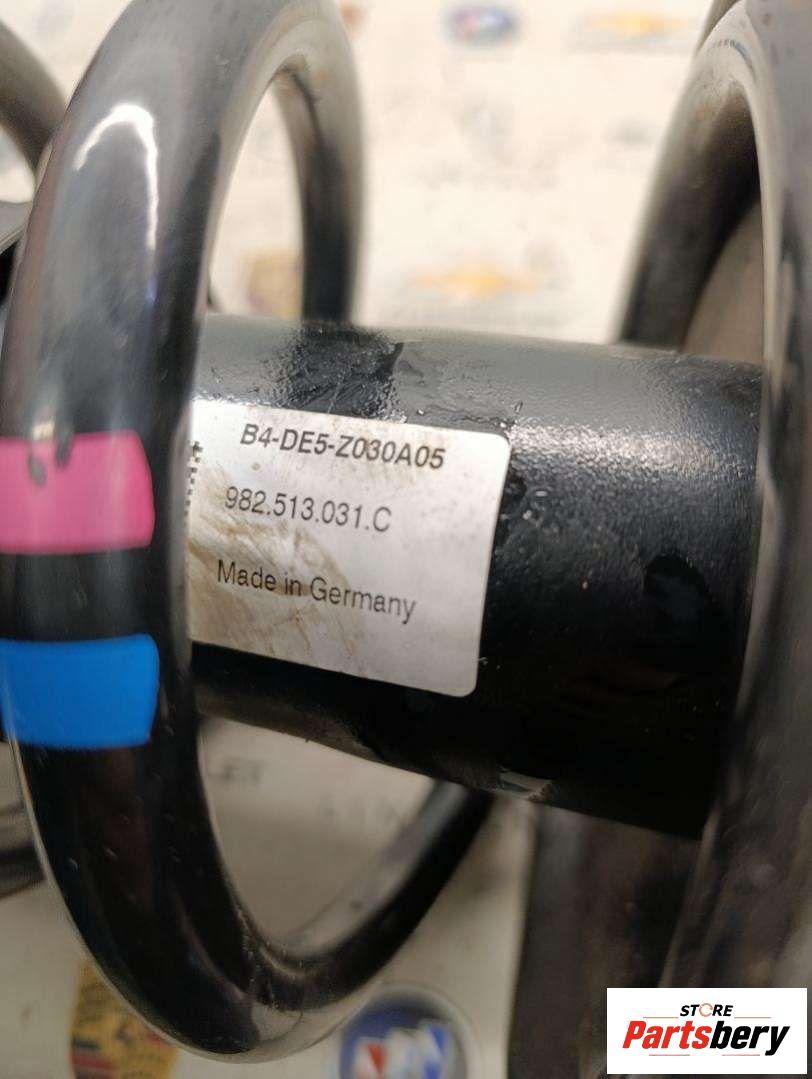 B4-DE5-Z030A05
982.513.031.C
Made in Germany
STORE
Partsbery